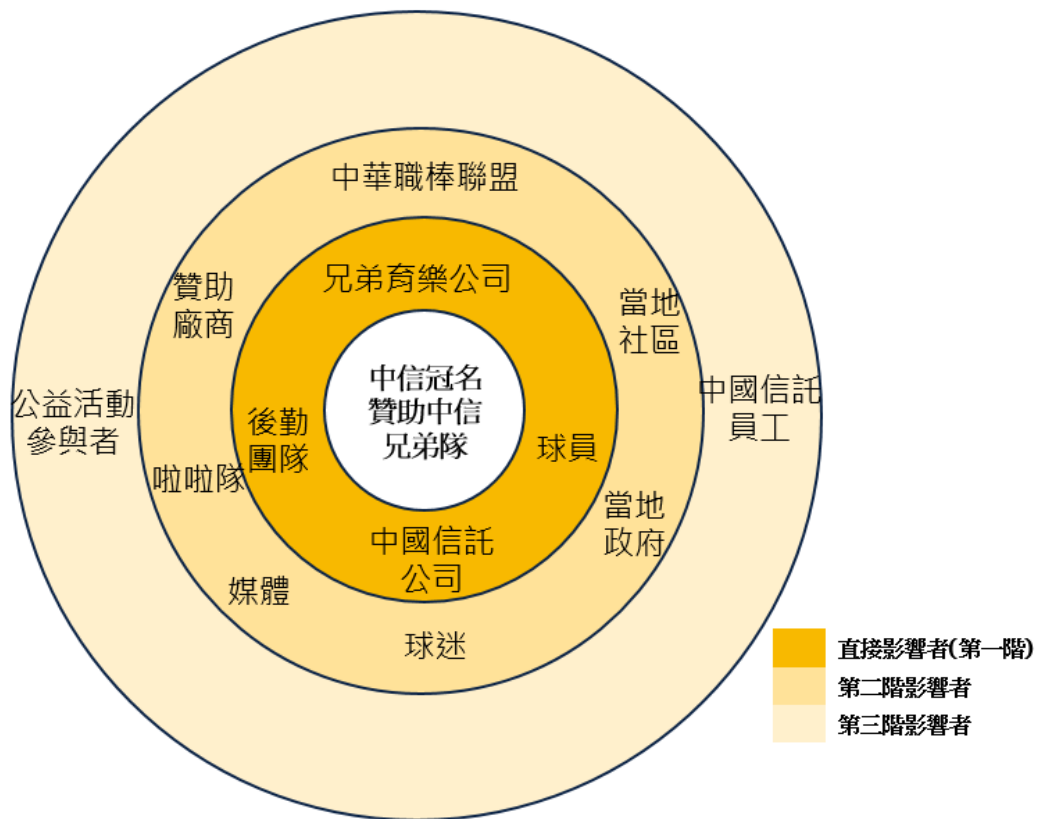 中華職棒聯盟
兄弟育樂公司
贊助
廠商
當地
社區
中信冠名
贊助中信
兄弟隊
公益活動
參與者
中國信託
員工
後勤
團隊
球員
啦啦隊
當地
政府
中國信託
公司
媒體
球迷
直接影響者(第一階)
第二階影響者
第三階影響者